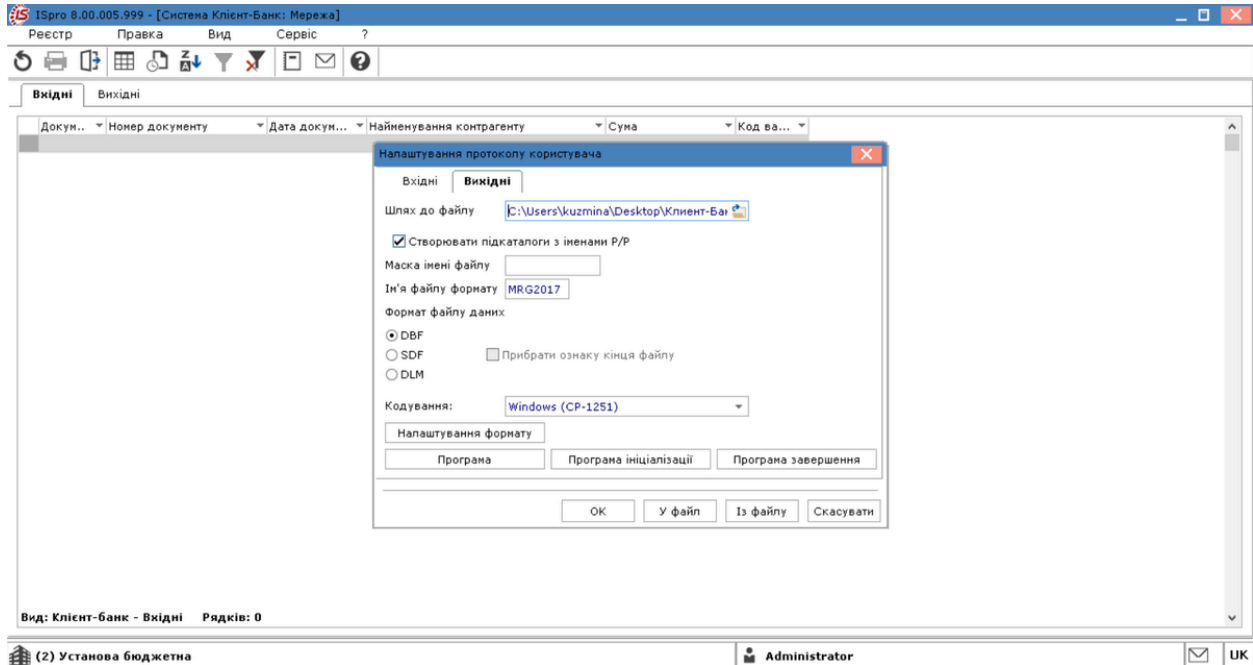 ISpro 8.00.005.999 - [Система Клієнт-Банк: Мережа]
Реєстр Правка Вид Сервіс ?
Вхідні Вихідні
Докум.. Номер документу Дата докум... Найменування контрагенту Сума Код ва...
Налаштування протоколу користувача
Вхідні Вихідні
Шлях до файлу C:\Users\kuzmina\Desktop\Клиент-Бан
Створювати підкаталоги з іменами Р/Р
Маска імені файлу
Ім'я файлу формату MRG2017
Формат файлу даних
DBF
SDF Прибрати ознаку кінця файлу
DLM
Кодування: Windows (CP-1251)
Налаштування формату
Програма Програма ініціалізації Програма завершення
OK У файл Із файлу Скасувати
Вид: Клієнт-банк - Вхідні Рядків: 0
(2) Установа бюджетна Administrator UK